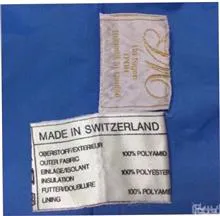 MADE IN SWITZERLAND
OBERSTOFF/EXTERIEUR
OUTER FABRIC 100% POLYAMID
EINLAGE/ISOLANT
INSULATION 100% POLYESTER
FUTTER/DOUBLURE
LINING 100% POLYAMID